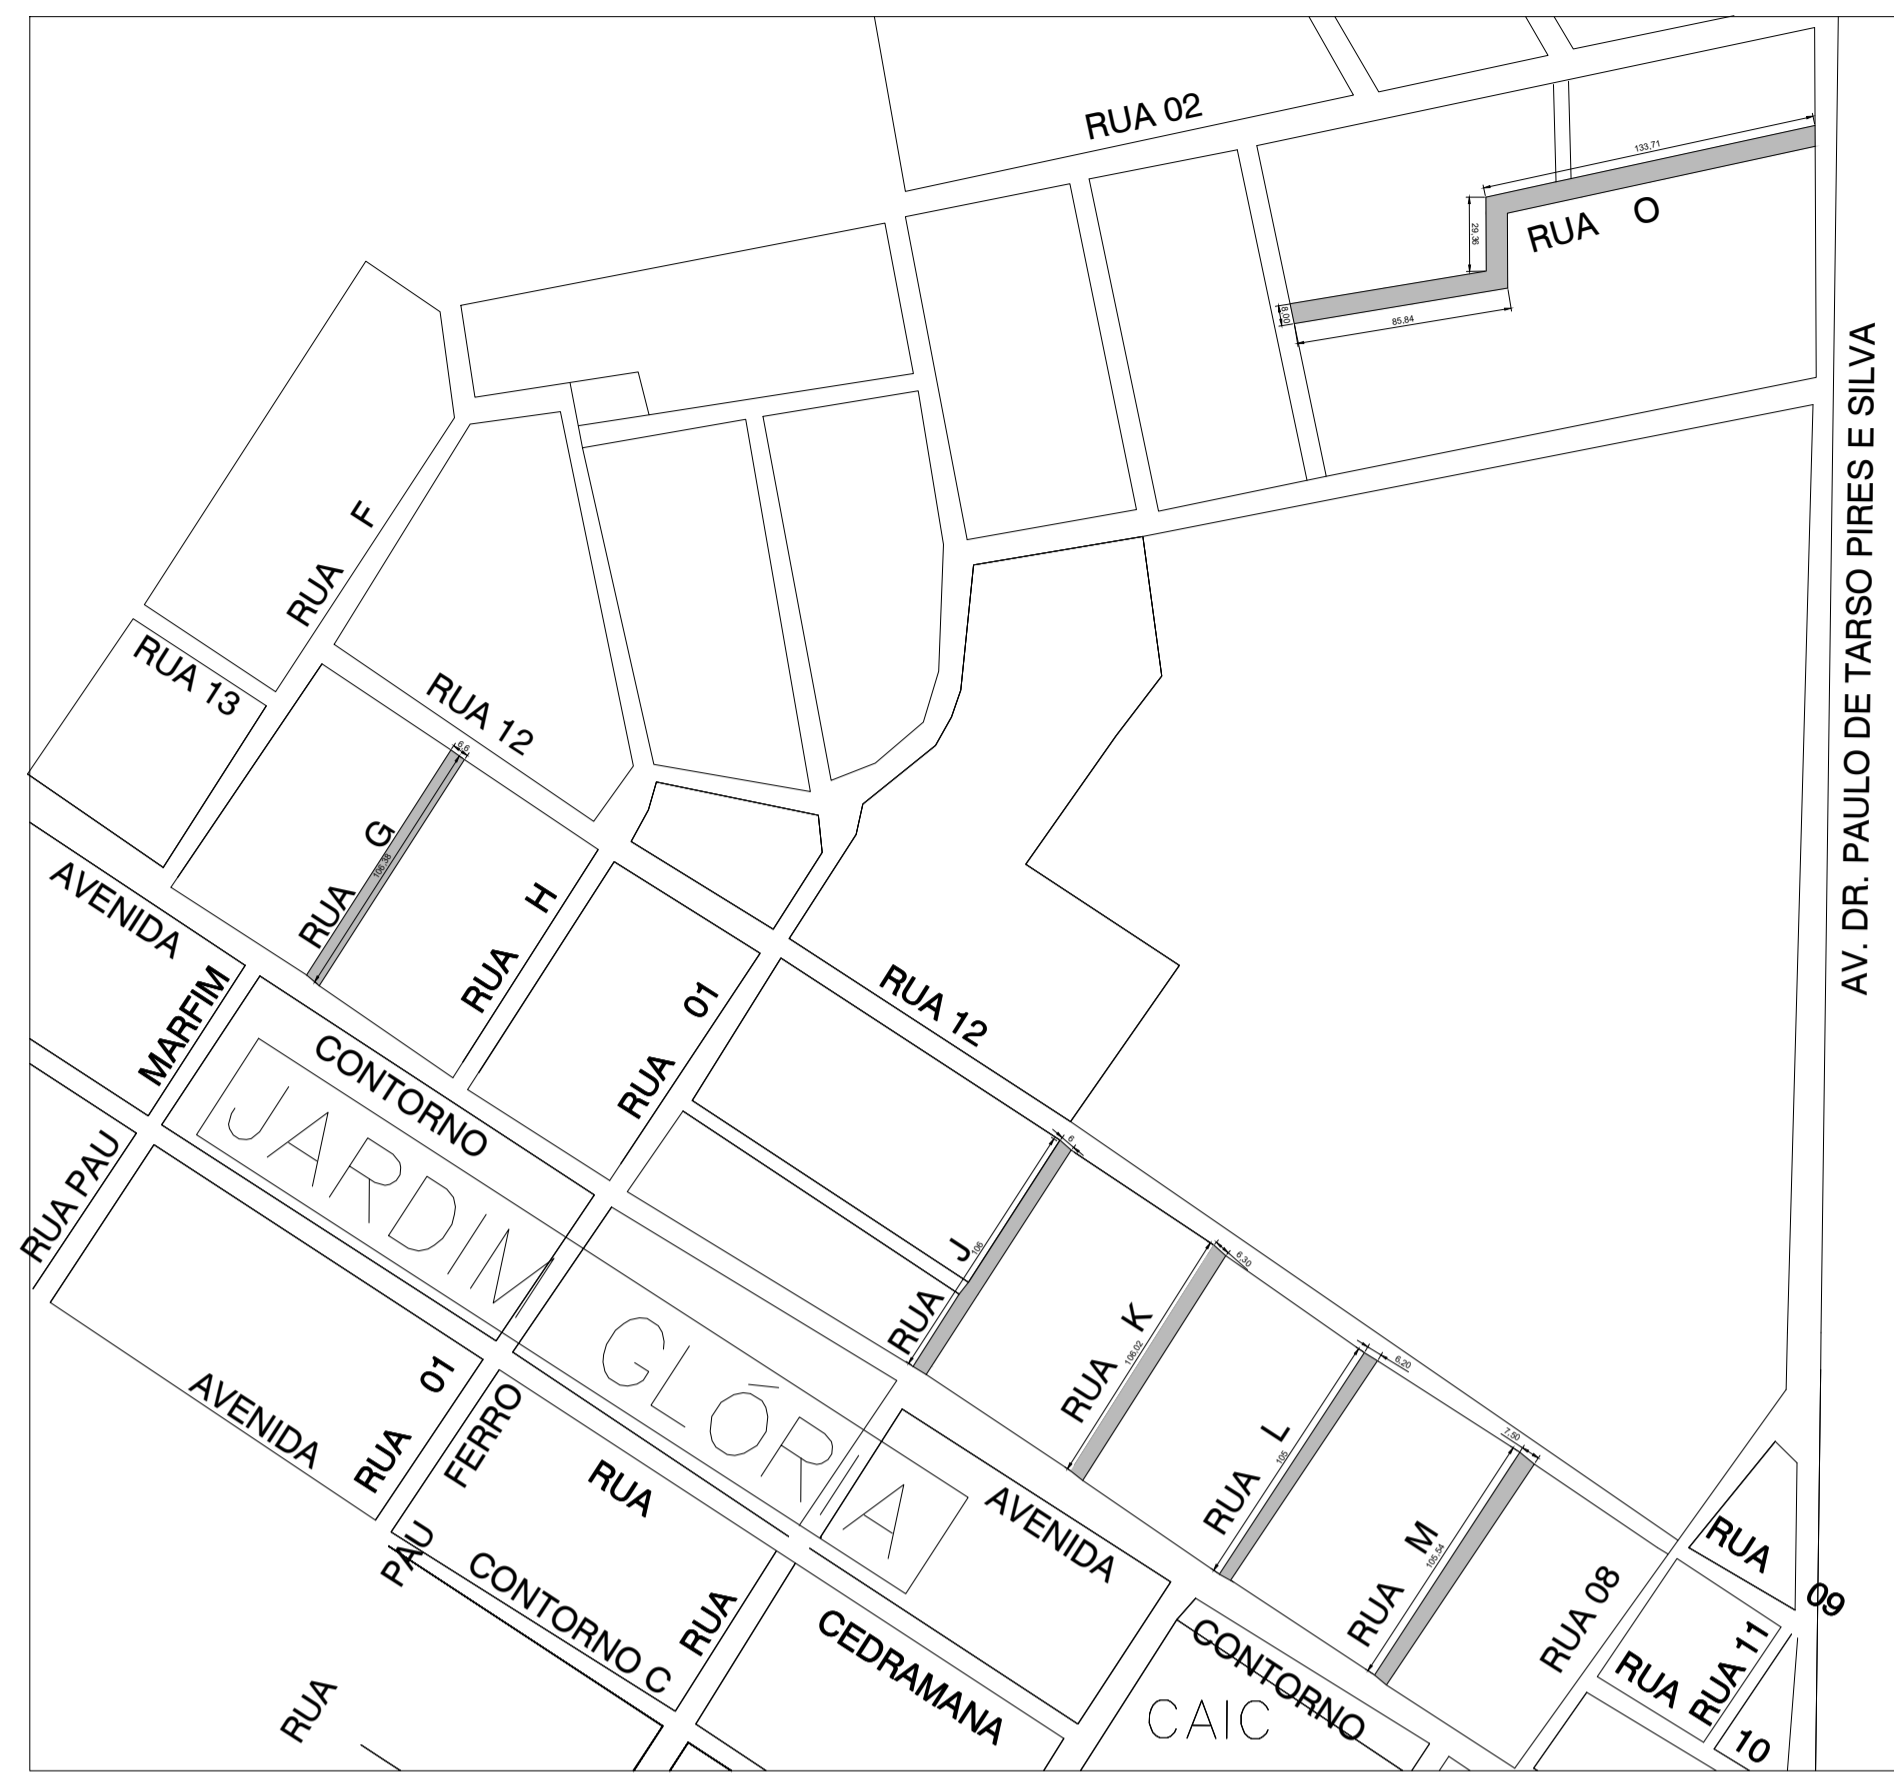 RUA 02
133,71
RUA O
29,36
8,00
85,84
AV. DR. PAULO DE TARSO PIRES E SILVA
RUA F
RUA 13
RUA 12
6,6
RUA G
106,38
AVENIDA
MARFIM
RUA H
RUA 01
RUA 12
CONTORNO
JARDIM
RUA PAU
6
RUA J
106
GLÓRIA
RUA K
106,02
6,30
RUA L
105
6,20
RUA M
105,54
7,50
AVENIDA
RUA 01
FERRO
PAU
RUA
CONTORNO C
RUA
CEDRAMANA
AVENIDA
CONTORNO
CAIC
RUA 08
RUA 09
RUA 10
RUA 11
RUA